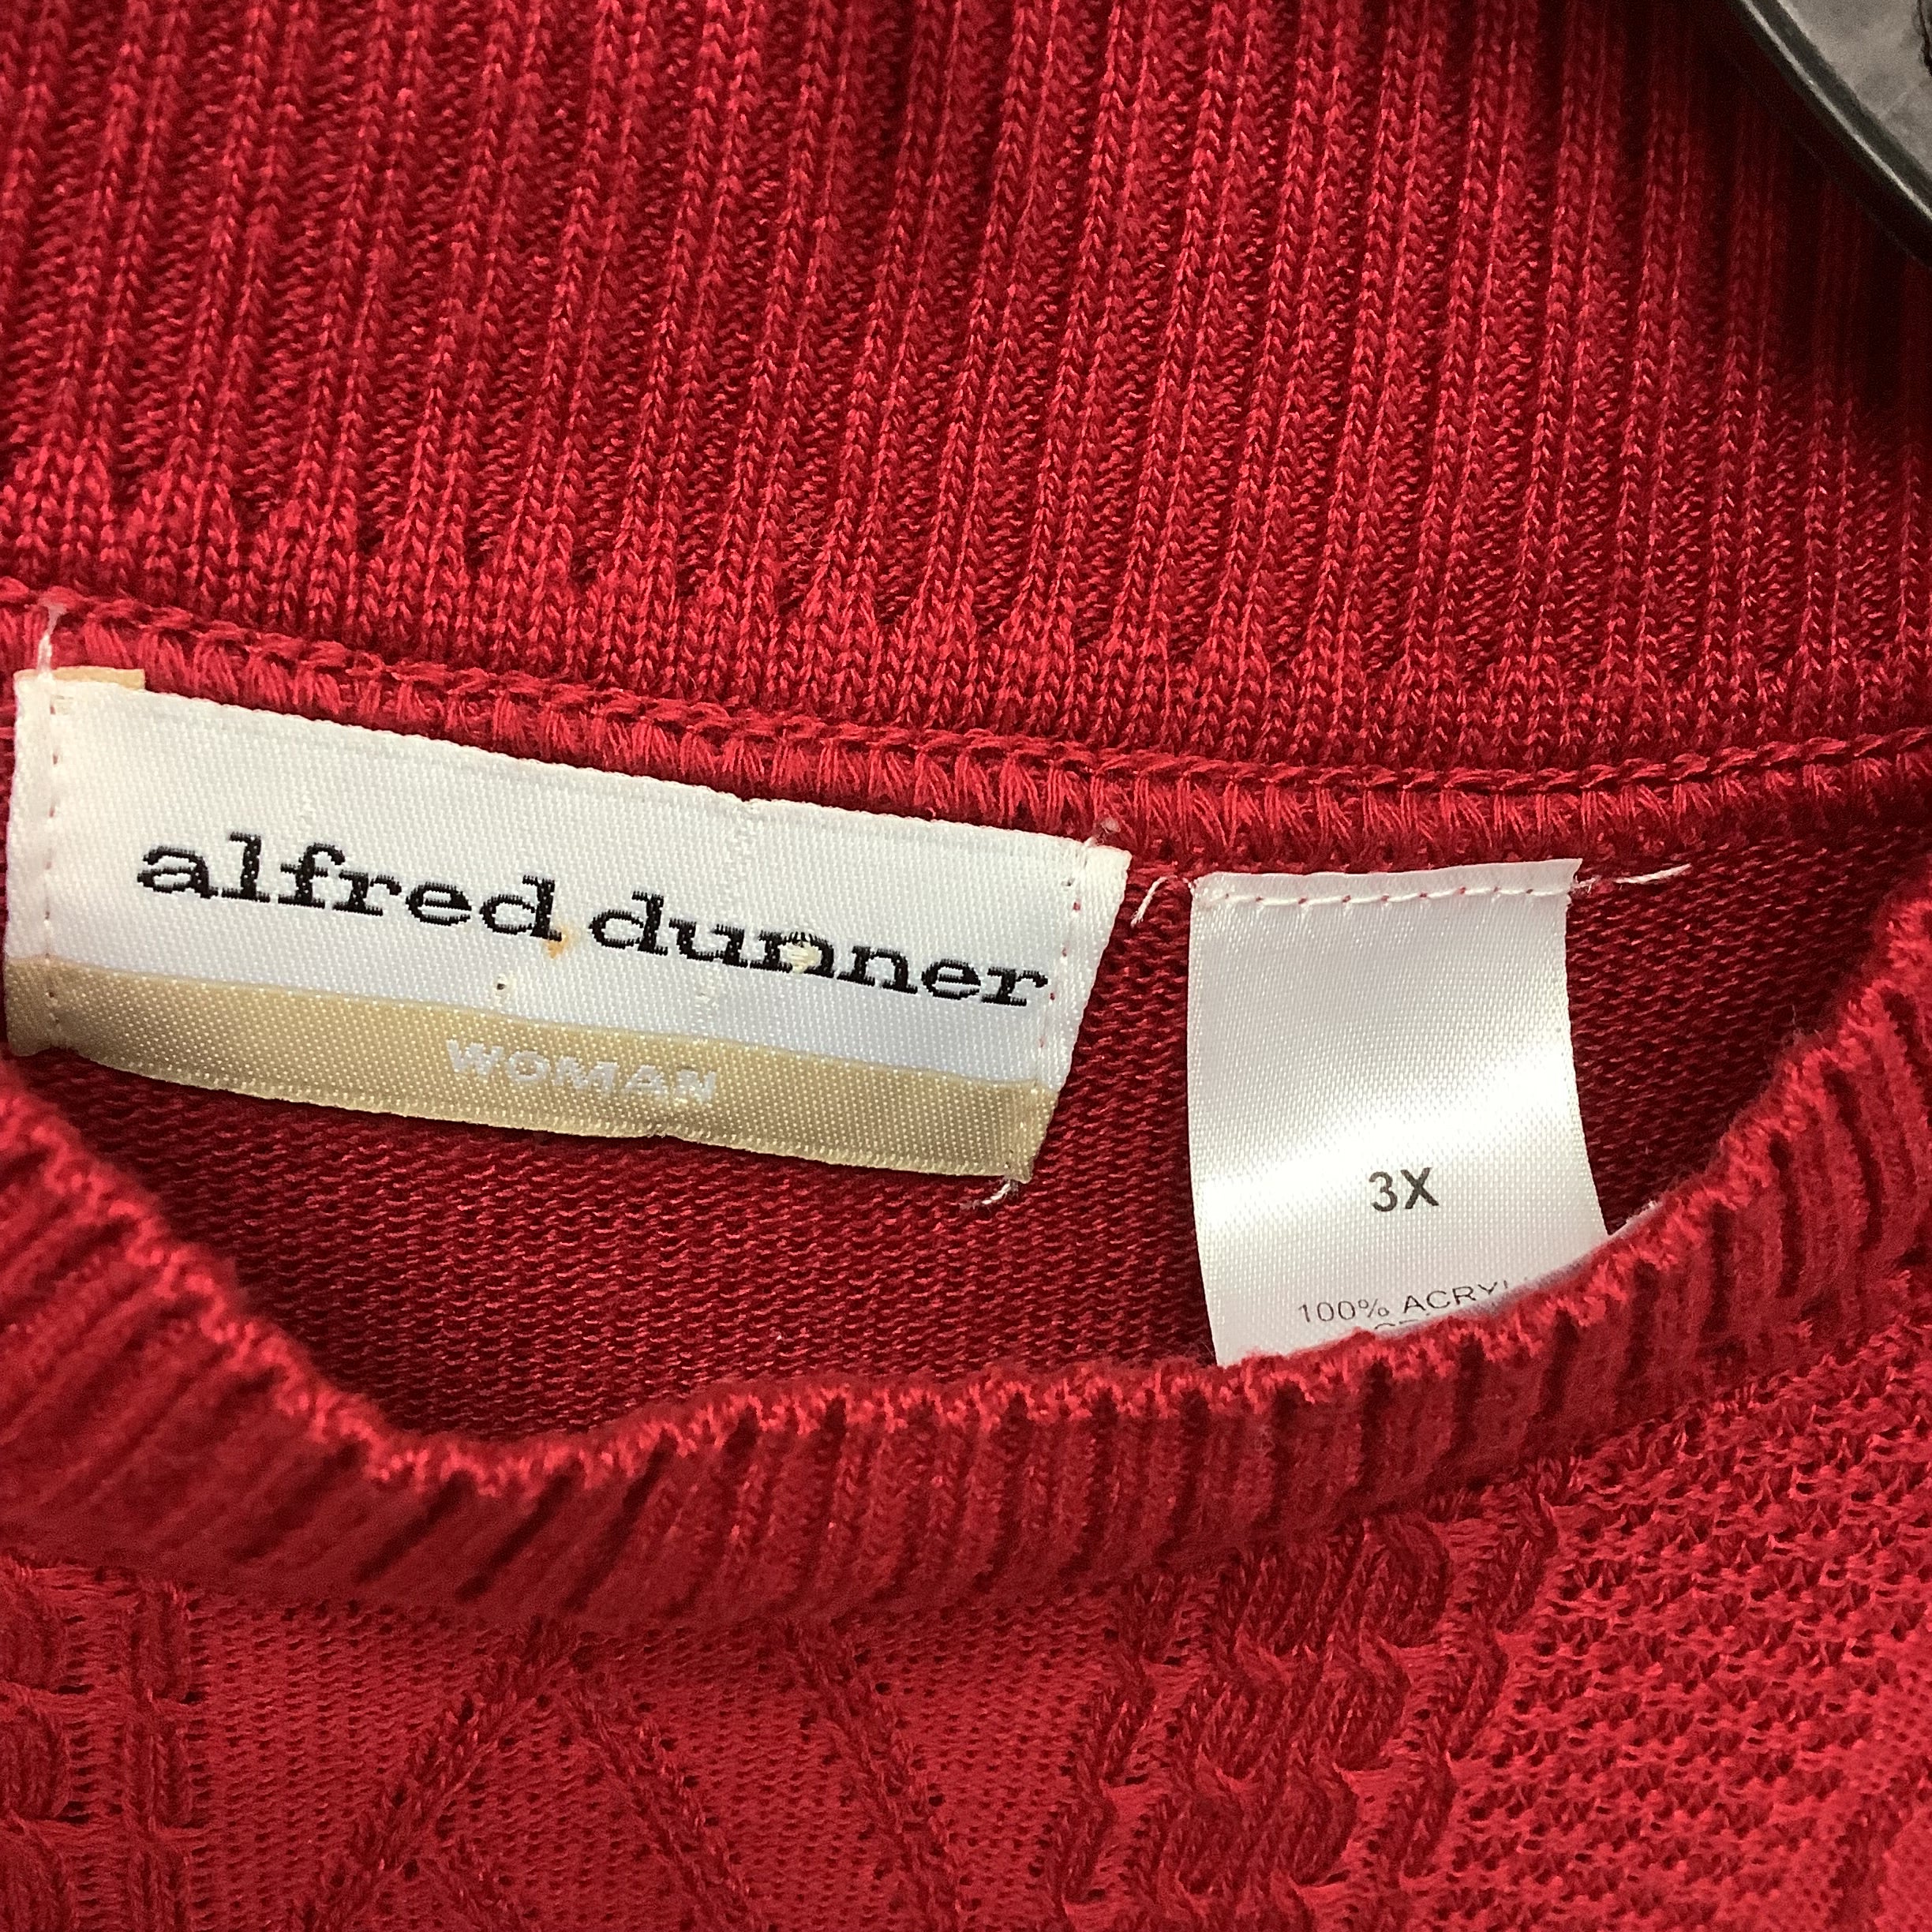 alfred dunner
WOMAN
3X
100% ACRYL